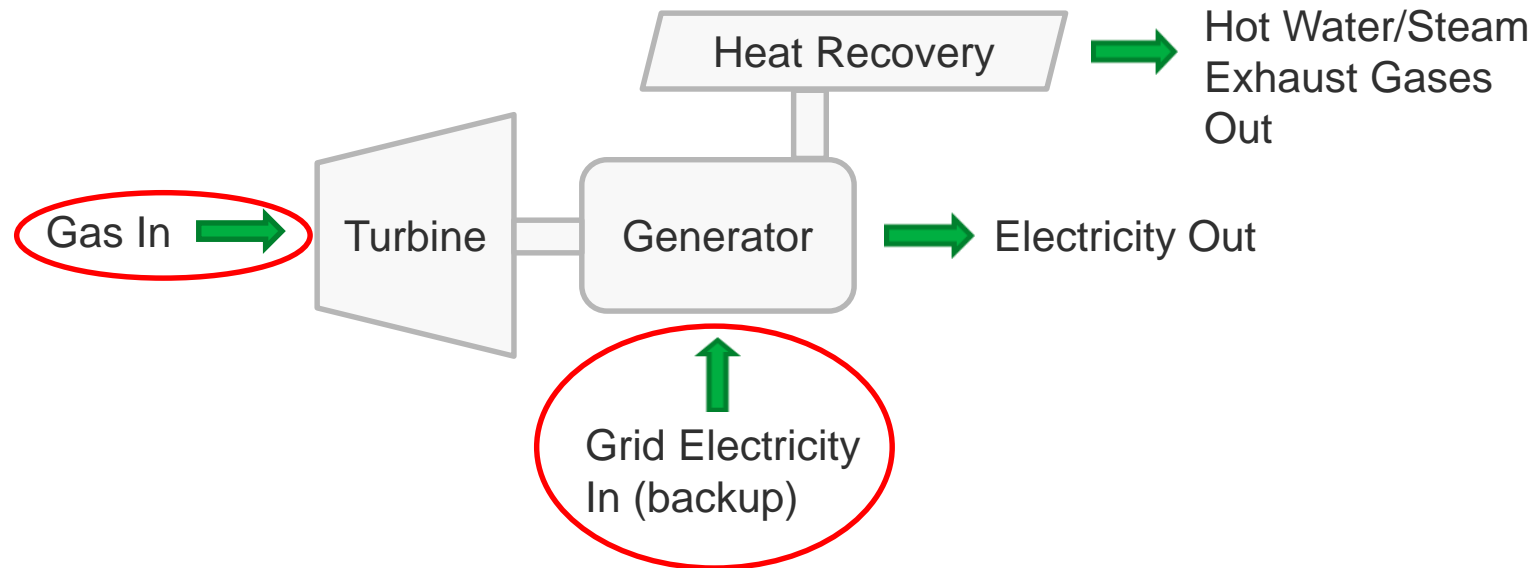 Heat Recovery
Hot Water/Steam
Exhaust Gases
Out
Gas In
Turbine
Generator
Electricity Out
Grid Electricity
In (backup)